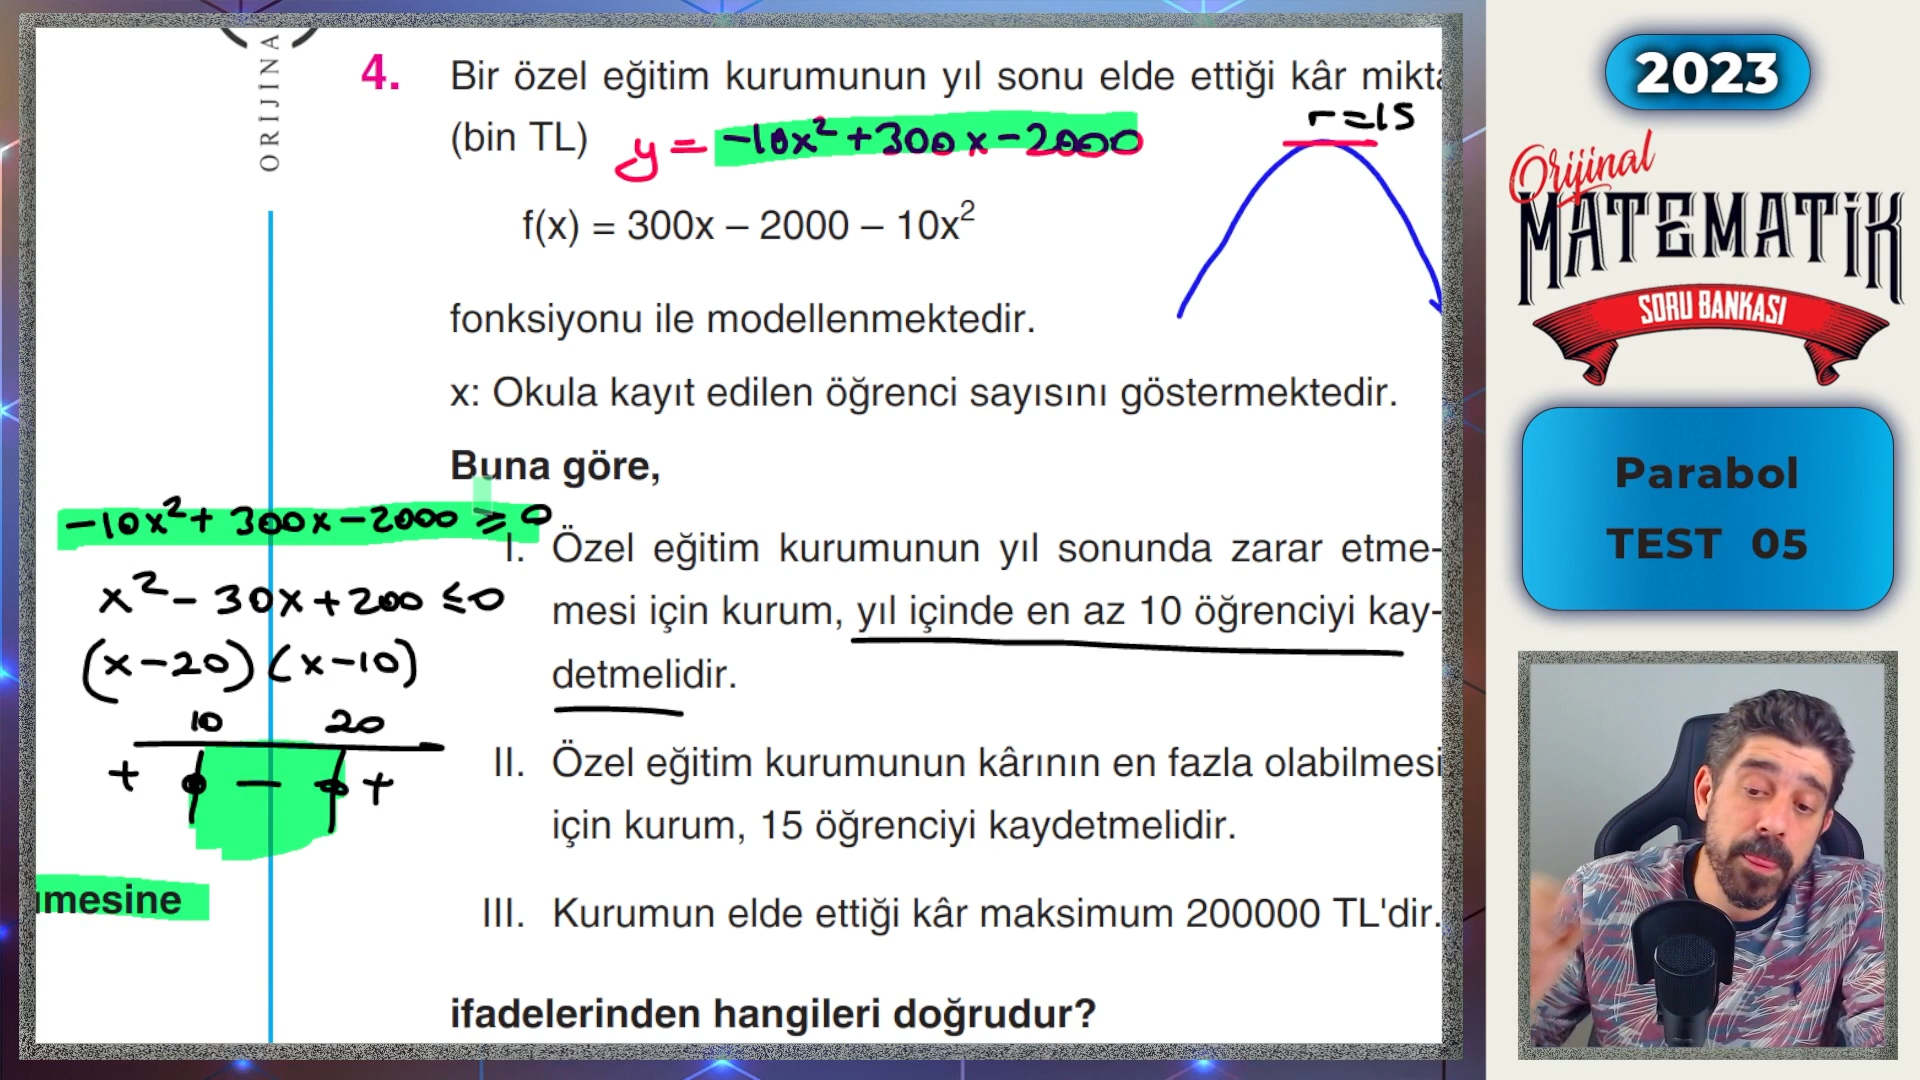 ORİJİNA
4. Bir özel eğitim kurumunun yıl sonu elde ettiği kâr
(bin TL) y = -10x² + 300x - 2000
r = 15
f(x) = 300x – 2000 – 10x²
fonksiyonu ile modellenmektedir.
x: Okula kayıt edilen öğrenci sayısını göstermektedir.
Buna göre,
I. Özel eğitim kurumunun yıl sonunda zarar etme-
mesi için kurum, yıl içinde en az 10 öğrenciyi kay-
detmelidir.
II. Özel eğitim kurumunun kârının en fazla olabilmesi
için kurum, 15 öğrenciyi kaydetmelidir.
III. Kurumun elde ettiği kâr maksimum 200000 TL'dir.
ifadelerinden hangileri doğrudur?
-10x² + 300x - 2000 ≥ 0
x² - 30x + 200 ≤ 0
(x - 20) (x - 10)
10 20
+ - +
mesine
2023
Orijinal
MATEMATİK
SORU BANKASI
Parabol
TEST 05